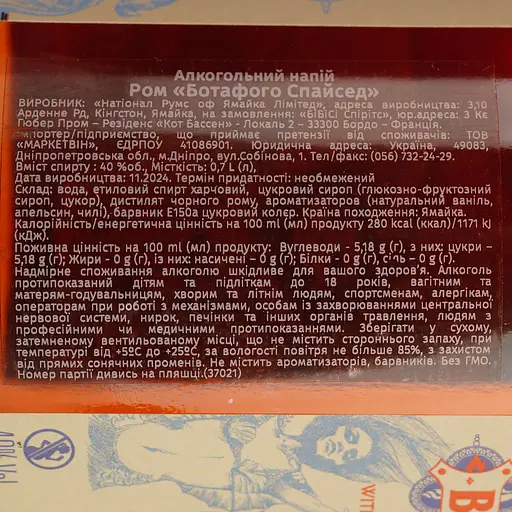 Алкогольний напій
Ром «Ботафого Спайсед»
ВИРОБНИК: «Натіонал Румс оф Ямайка Лімітед», адреса виробництва: 3,10
Арденне Рд, Кінгстон, Ямайка, на замовлення: «БіБісі Спірітс», юр.адреса: 3 Кє
Гюбер Пром – Резіденс «Кот Бассен» - Локаль 2 – 33300 Бордо – Франція.
Імпортер/підприємство, що приймає претензії від споживачів: ТОВ
«МАРКЕТВІН», ЄДРПОУ 41086901. Юридична адреса: Україна, 49083,
Дніпропетровська обл., м.Дніпро, вул.Собінова, 1. Тел/факс: (056) 732-24-29.
Вміст спирту : 40 %об., Місткість: 0,7 L (л).
Дата виробництва: 11.2024. Термін придатності: необмежений
Склад: вода, етиловий спирт харчовий, цукровий сироп (глюкозно-фруктозний
сироп, цукор), дистилят чорного рому, ароматизатори (натуральний ваніль,
апельсин, чилі), барвник Е150а цукровий колєр. Країна походження: Ямайка.
Калорійність/енергетична цінність на 100 ml (мл) продукту 280 kcal (ккал)/1171 kj
(кДж).
Поживна цінність на 100 ml (мл) продукту: Вуглеводи - 5,18 g (г), з них: цукри –
5,18 g (г); Жири - 0 g (г), із них: насичені – 0 g (г); Білки - 0 g (г), сіль – 0 g (г).
Надмірне споживання алкоголю шкідливе для вашого здоров'я. Алкоголь
протипоказаний дітям та підліткам до 18 років, вагітним та
матерям-годувальницям, хворим та літнім людям, спортсменам, алергікам,
операторам при роботі з механізмами, особам із захворюваннями центральної
нервової системи, нирок, печінки та інших органів травлення, людям з
професійними чи медичними протипоказаннями. Зберігати у сухому,
затемненому вентильованому місці, що не містить стороннього запаху, при
температурі від +5ºС до +25ºС, за вологості повітря не більше 85%, з захистом
від прямих сонячних променів. Не містить ароматизаторів, барвників. Без ГМО.
Номер партії дивись на пляшці.(37021)
B
WIT